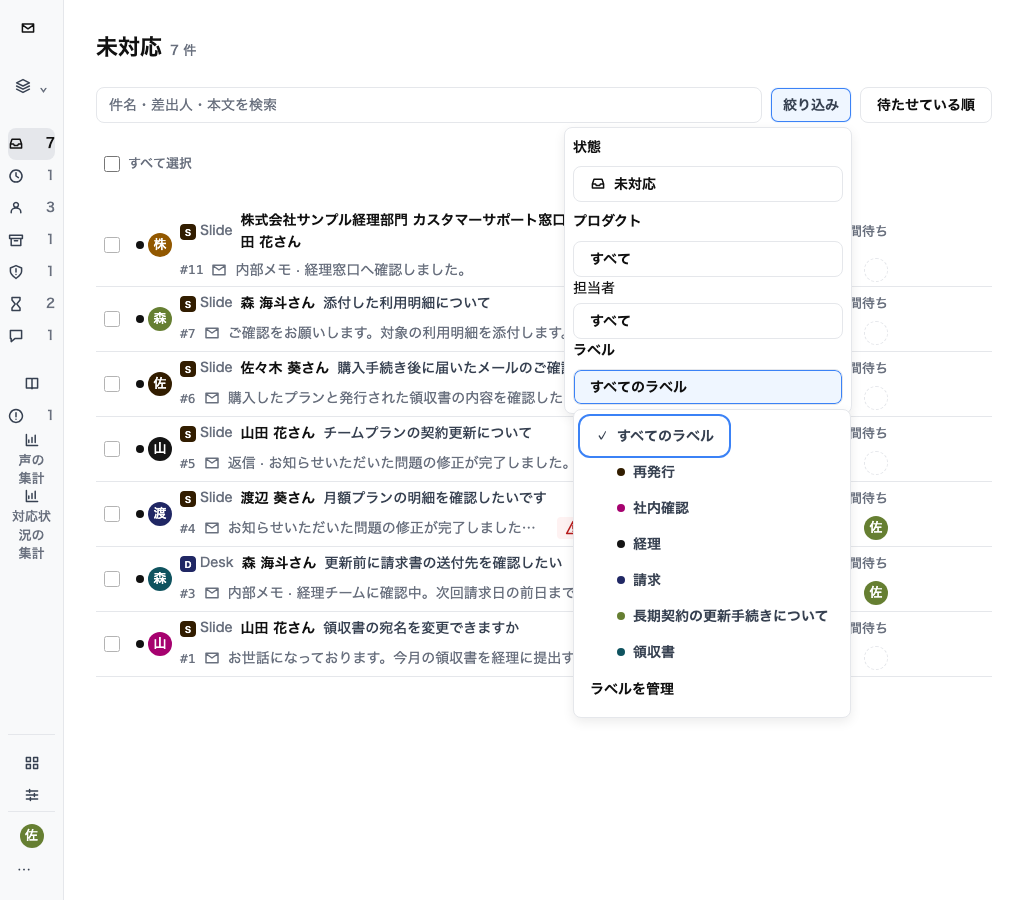 未対応 7 件
件名・差出人・本文を検索
絞り込み
待たせている順
7
1
3
1
1
2
1
1
声の
集計
対応状
況の
集計
佐
…
すべて選択
株
S Slide
株式会社サンプル経理部門 カスタマーサポート窓口
田 花さん
間待ち
#11 内部メモ · 経理窓口へ確認しました。
森
S Slide 森 海斗さん 添付した利用明細について
間待ち
#7 ご確認をお願いします。対象の利用明細を添付します。
佐
S Slide 佐々木 葵さん 購入手続き後に届いたメールのご確認
間待ち
#6 購入したプランと発行された領収書の内容を確認した
山
S Slide 山田 花さん チームプランの契約更新について
間待ち
#5 返信 · お知らせいただいた問題の修正が完了しました。
渡
S Slide 渡辺 葵さん 月額プランの明細を確認したいです
間待ち
#4 お知らせいただいた問題の修正が完了しました…
佐
森
D Desk 森 海斗さん 更新前に請求書の送付先を確認したい
間待ち
#3 内部メモ · 経理チームに確認中。次回請求日の前日まで
佐
山
S Slide 山田 花さん 領収書の宛名を変更できますか
間待ち
#1 お世話になっております。今月の領収書を経理に提出す
状態
未対応
プロダクト
すべて
担当者
すべて
ラベル
すべてのラベル
✓ すべてのラベル
再発行
社内確認
経理
請求
長期契約の更新手続きについて
領収書
ラベルを管理